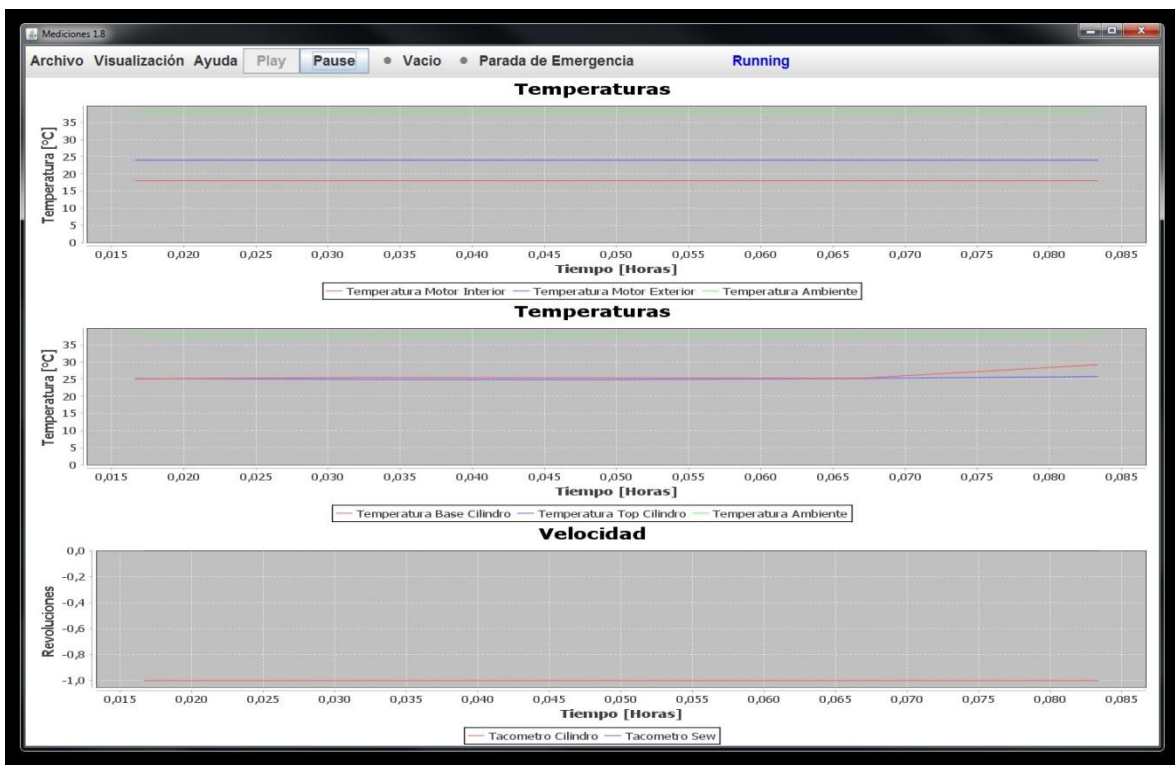 Mediciones 1.8
Archivo Visualización Ayuda Play Pause Vacio Parada de Emergencia Running
Temperaturas
Temperatura [ºC]
35
30
25
20
15
10
5
0
0,015 0,020 0,025 0,030 0,035 0,040 0,045 0,050 0,055 0,060 0,065 0,070 0,075 0,080 0,085
Tiempo [Horas]
Temperatura Motor Interior Temperatura Motor Exterior Temperatura Ambiente
Temperaturas
Temperatura [ºC]
35
30
25
20
15
10
5
0
0,015 0,020 0,025 0,030 0,035 0,040 0,045 0,050 0,055 0,060 0,065 0,070 0,075 0,080 0,085
Tiempo [Horas]
Temperatura Base Cilindro Temperatura Top Cilindro Temperatura Ambiente
Velocidad
Revoluciones
0,0
-0,2
-0,4
-0,6
-0,8
-1,0
0,015 0,020 0,025 0,030 0,035 0,040 0,045 0,050 0,055 0,060 0,065 0,070 0,075 0,080 0,085
Tiempo [Horas]
Tacometro Cilindro Tacometro Sew